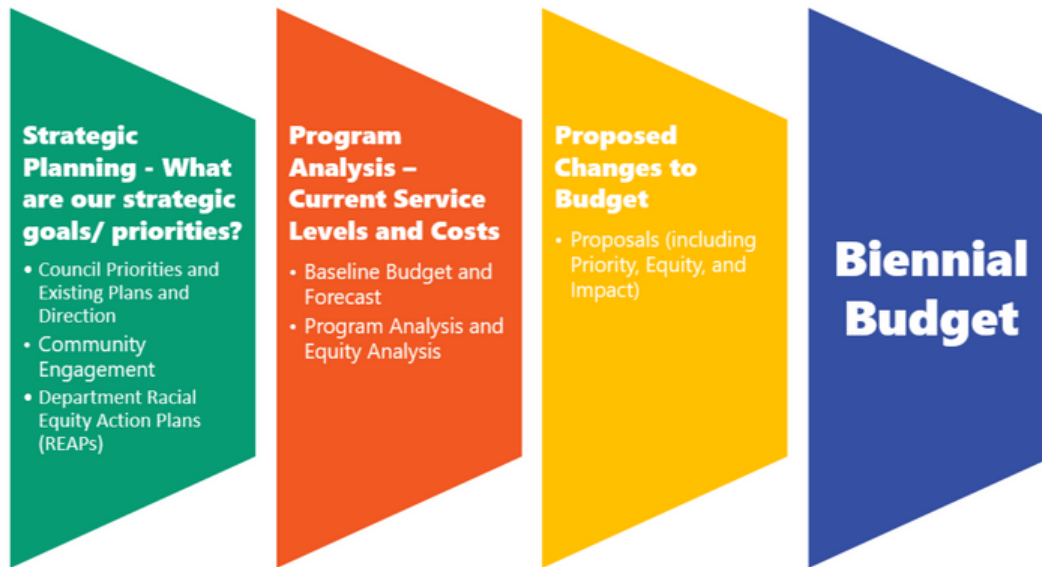 Strategic
Planning - What
are our strategic
goals/ priorities?
• Council Priorities and
Existing Plans and
Direction
• Community
Engagement
• Department Racial
Equity Action Plans
(REAPs)
Program
Analysis –
Current Service
Levels and Costs
• Baseline Budget and
Forecast
• Program Analysis and
Equity Analysis
Proposed
Changes to
Budget
• Proposals (including
Priority, Equity, and
Impact)
Biennial
Budget